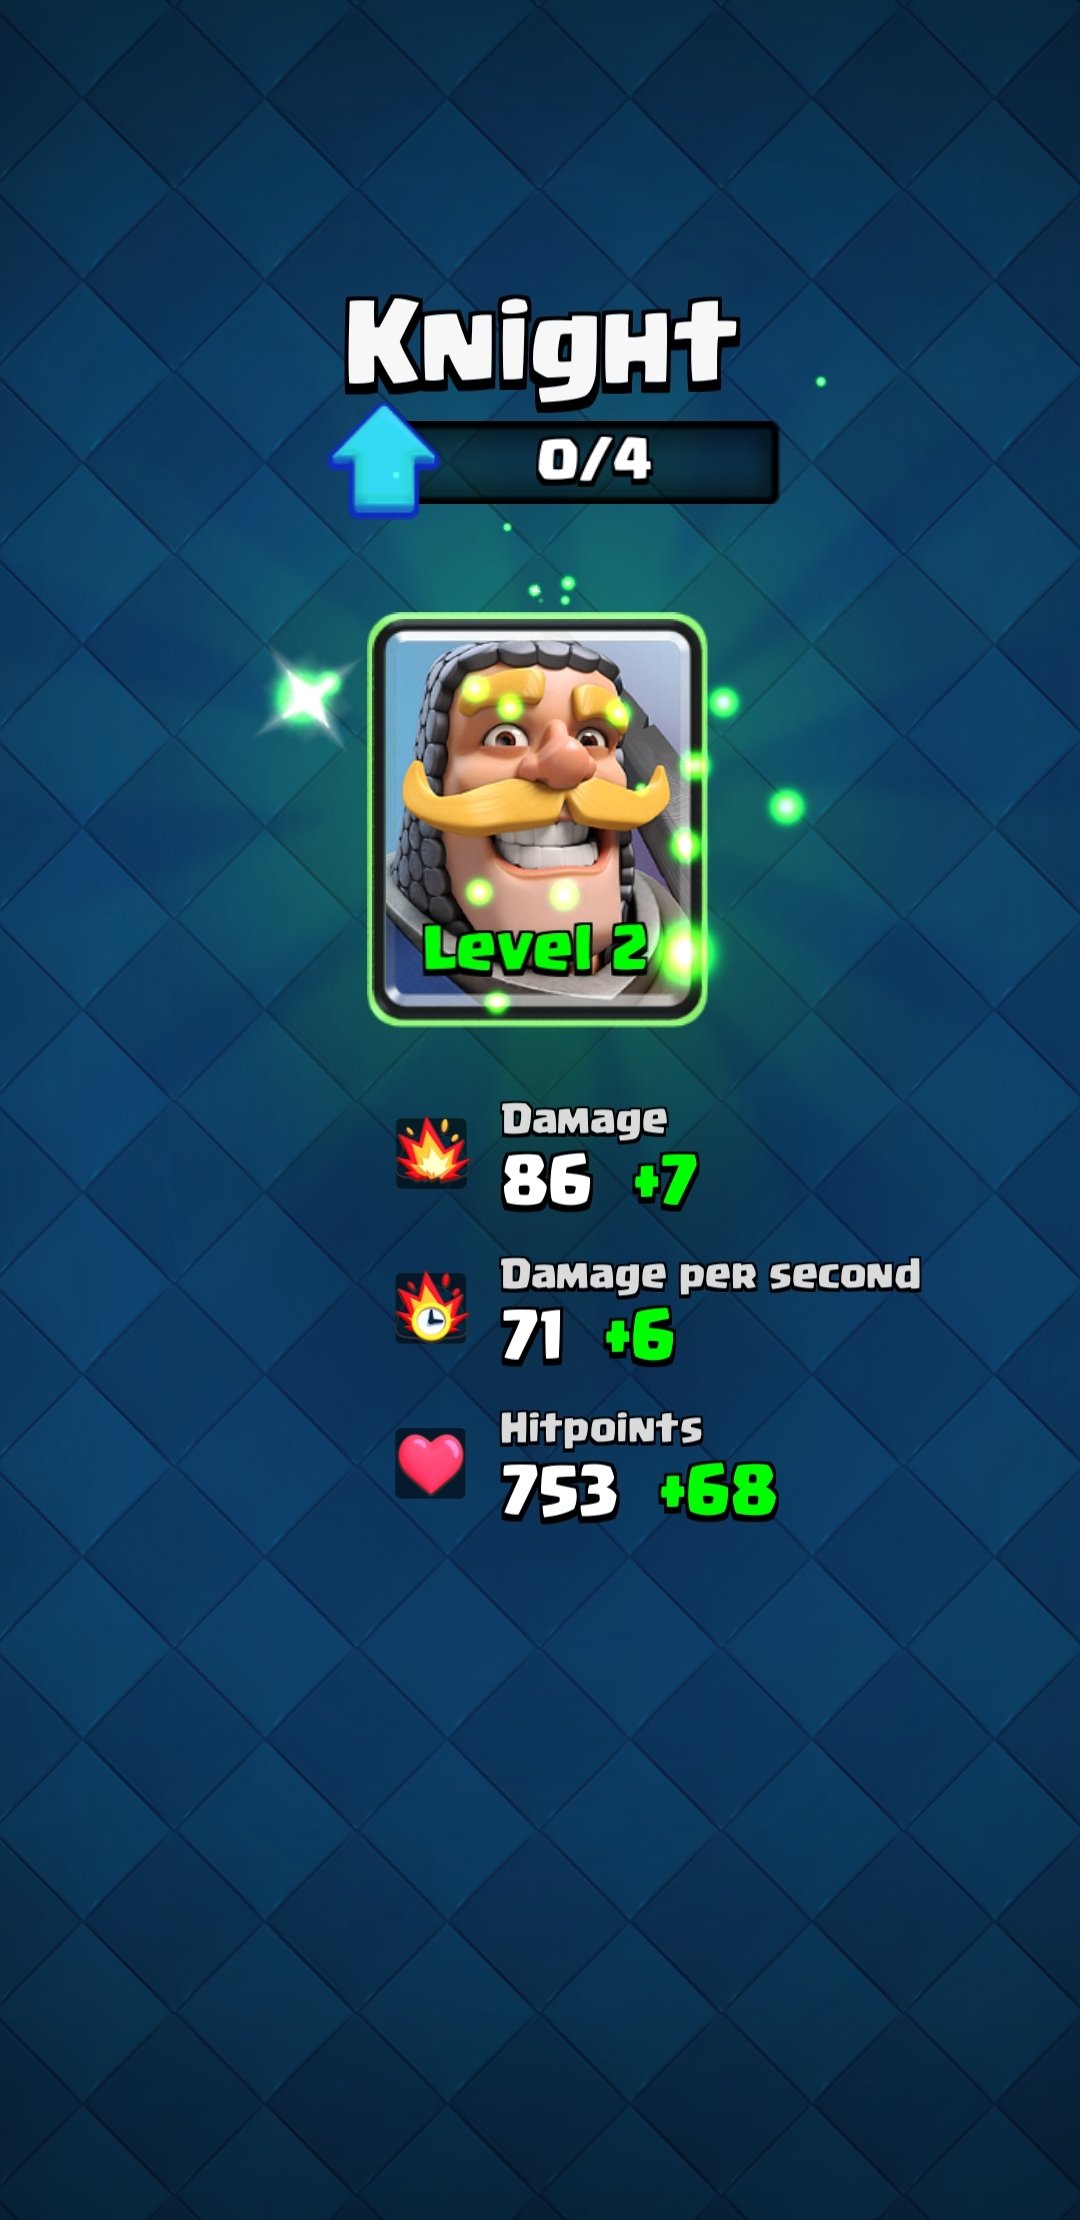 Knight
0/4
Level 2
Damage
86 +7
Damage per second
71 +6
Hitpoints
753 +68